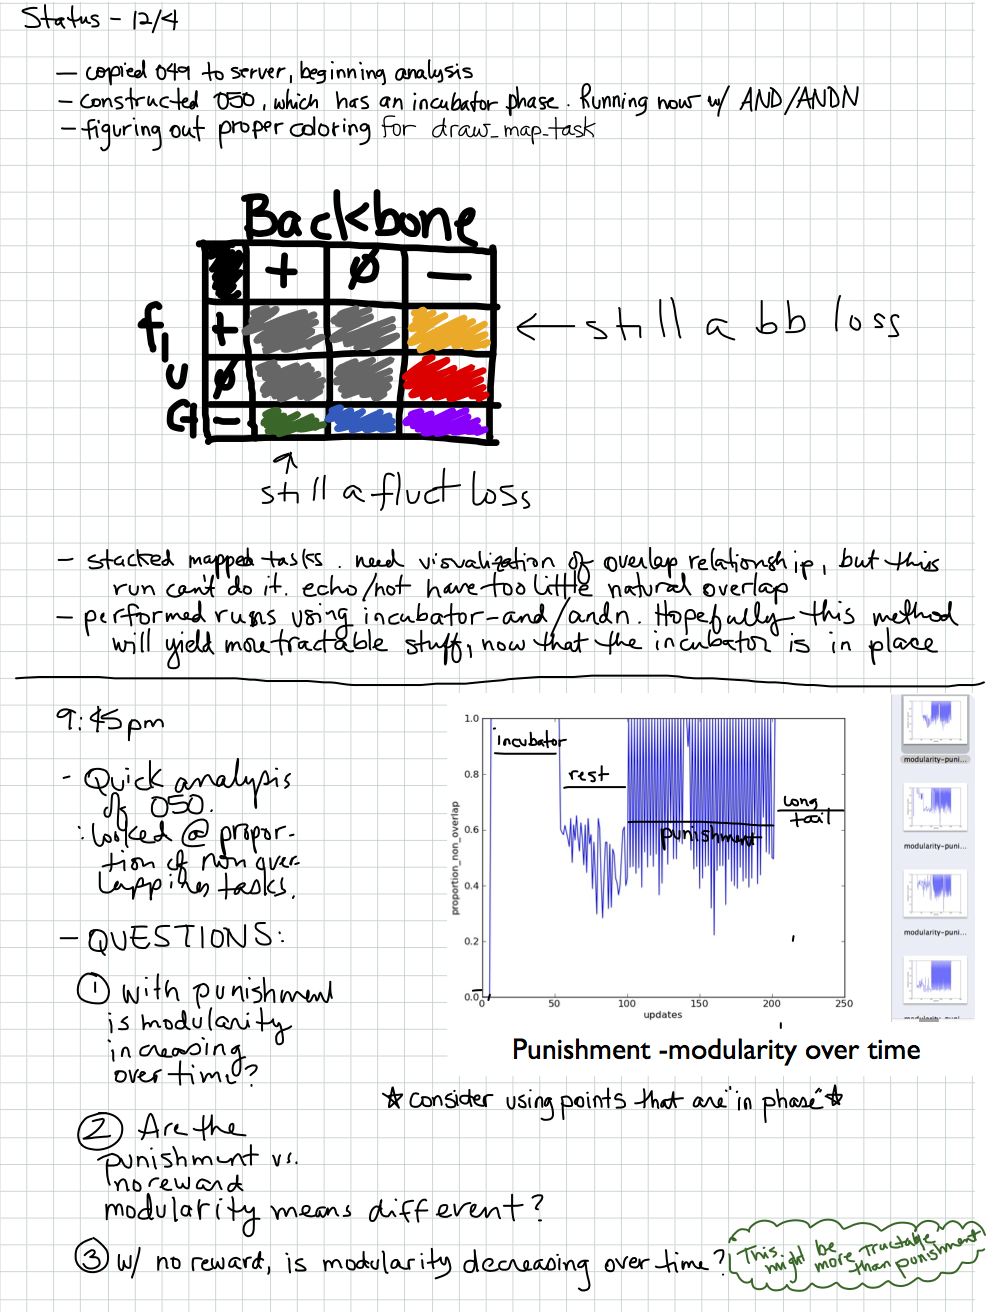 Status - 12/4
- copied 049 to server, beginning analysis
- constructed 050, which has an incubator phase. Running now w/ AND/ANDN
- figuring out proper coloring for draw_map_task
Backbone
+ ø -
fluct
+
ø
-
← still a bb loss
↑
still a fluct loss
- stacked mapped tasks. need visualization of overlap relationship, but this
run can't do it. echo/not have too little natural overlap
- performed runs using incubator-and/andn. Hopefully this method
will yield more tractable stuff, now that the incubator is in place
9:45pm
- Quick analysis
of 050.
: looked @ propor-
tion of non over-
lapping tasks.
- QUESTIONS:
① with punishment
is modularity
increasing
over time?
② Are the
punishment vs.
no reward
modularity means different?
③ w/ no reward, is modularity decreasing over time?
This might be
more tractable
than punishment
proportion_non_overlap
1.0
0.8
0.6
0.4
0.2
0.0
0 50 100 150 200 250
updates
incubator
rest
punishment
long
tail
modularity-puni...
modularity-puni...
modularity-puni...
Punishment -modularity over time
☆ consider using points that are "in phase" ☆